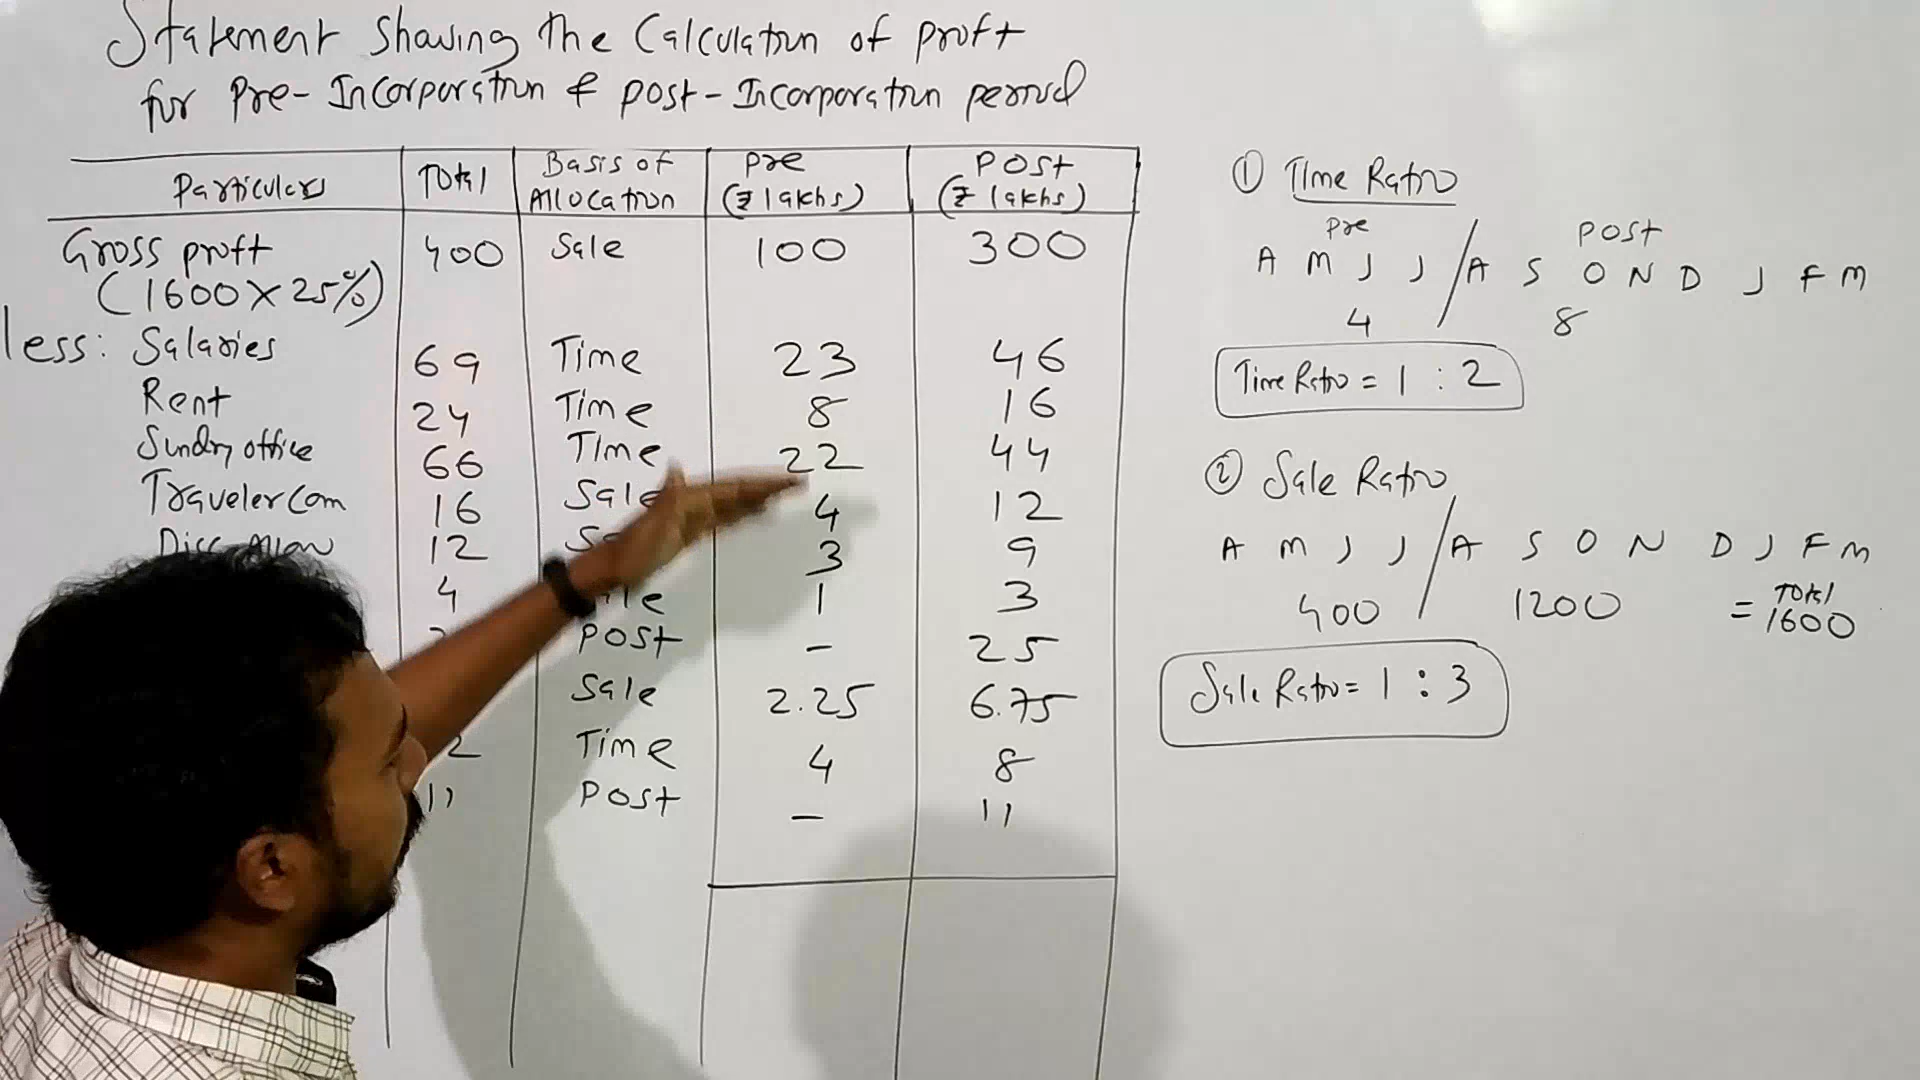 Statement Showing the Calculation of profit
for Pre-Incorporation & post-Incorporation period
Particulars Total Basis of Allocation Pre (₹ lakhs) Post (₹ lakhs)
Gross profit 400 Sale 100 300
(1600 x 25%)
less: Salaries 69 Time 23 46
Rent 24 Time 8 16
Sundry office 66 Time 22 44
Traveler Com 16 Sale 4 12
Disc Allow 12 3 9
4 1 3
Post - 25
Sale 2.25 6.75
Time 4 8
11 Post - 11
① Time Ratio
Pre Post
A M J J / A S O N D J F M
4 8
Time Ratio = 1 : 2
② Sale Ratio
A M J J / A S O N D J F M
400 / 1200 = Total 1600
Sale Ratio = 1 : 3